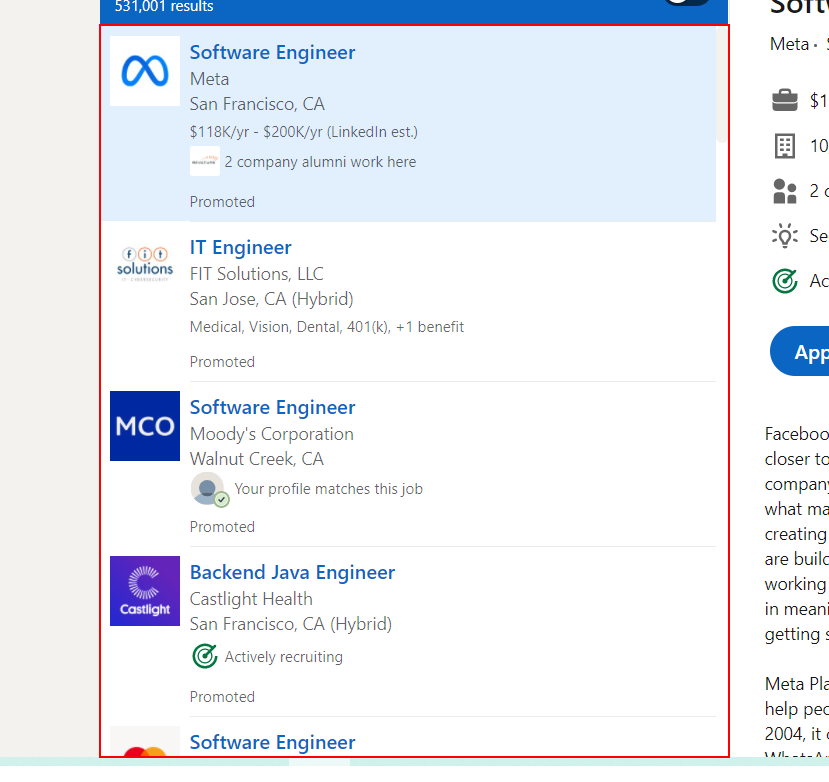 531,001 results
Software Engineer
Meta
San Francisco, CA
$118K/yr - $200K/yr (LinkedIn est.)
2 company alumni work here
Promoted
fit
solutions
IT Engineer
FIT Solutions, LLC
San Jose, CA (Hybrid)
Medical, Vision, Dental, 401(k), +1 benefit
Promoted
MCO
Software Engineer
Moody's Corporation
Walnut Creek, CA
Your profile matches this job
Promoted
Castlight
Backend Java Engineer
Castlight Health
San Francisco, CA (Hybrid)
Actively recruiting
Promoted
Software Engineer
Softw
Meta ·
$1
10
2 c
Se
Ac
App
Faceboo
closer to
company
what ma
creating
are build
working
in meani
getting s
Meta Pla
help peo
2004, it c